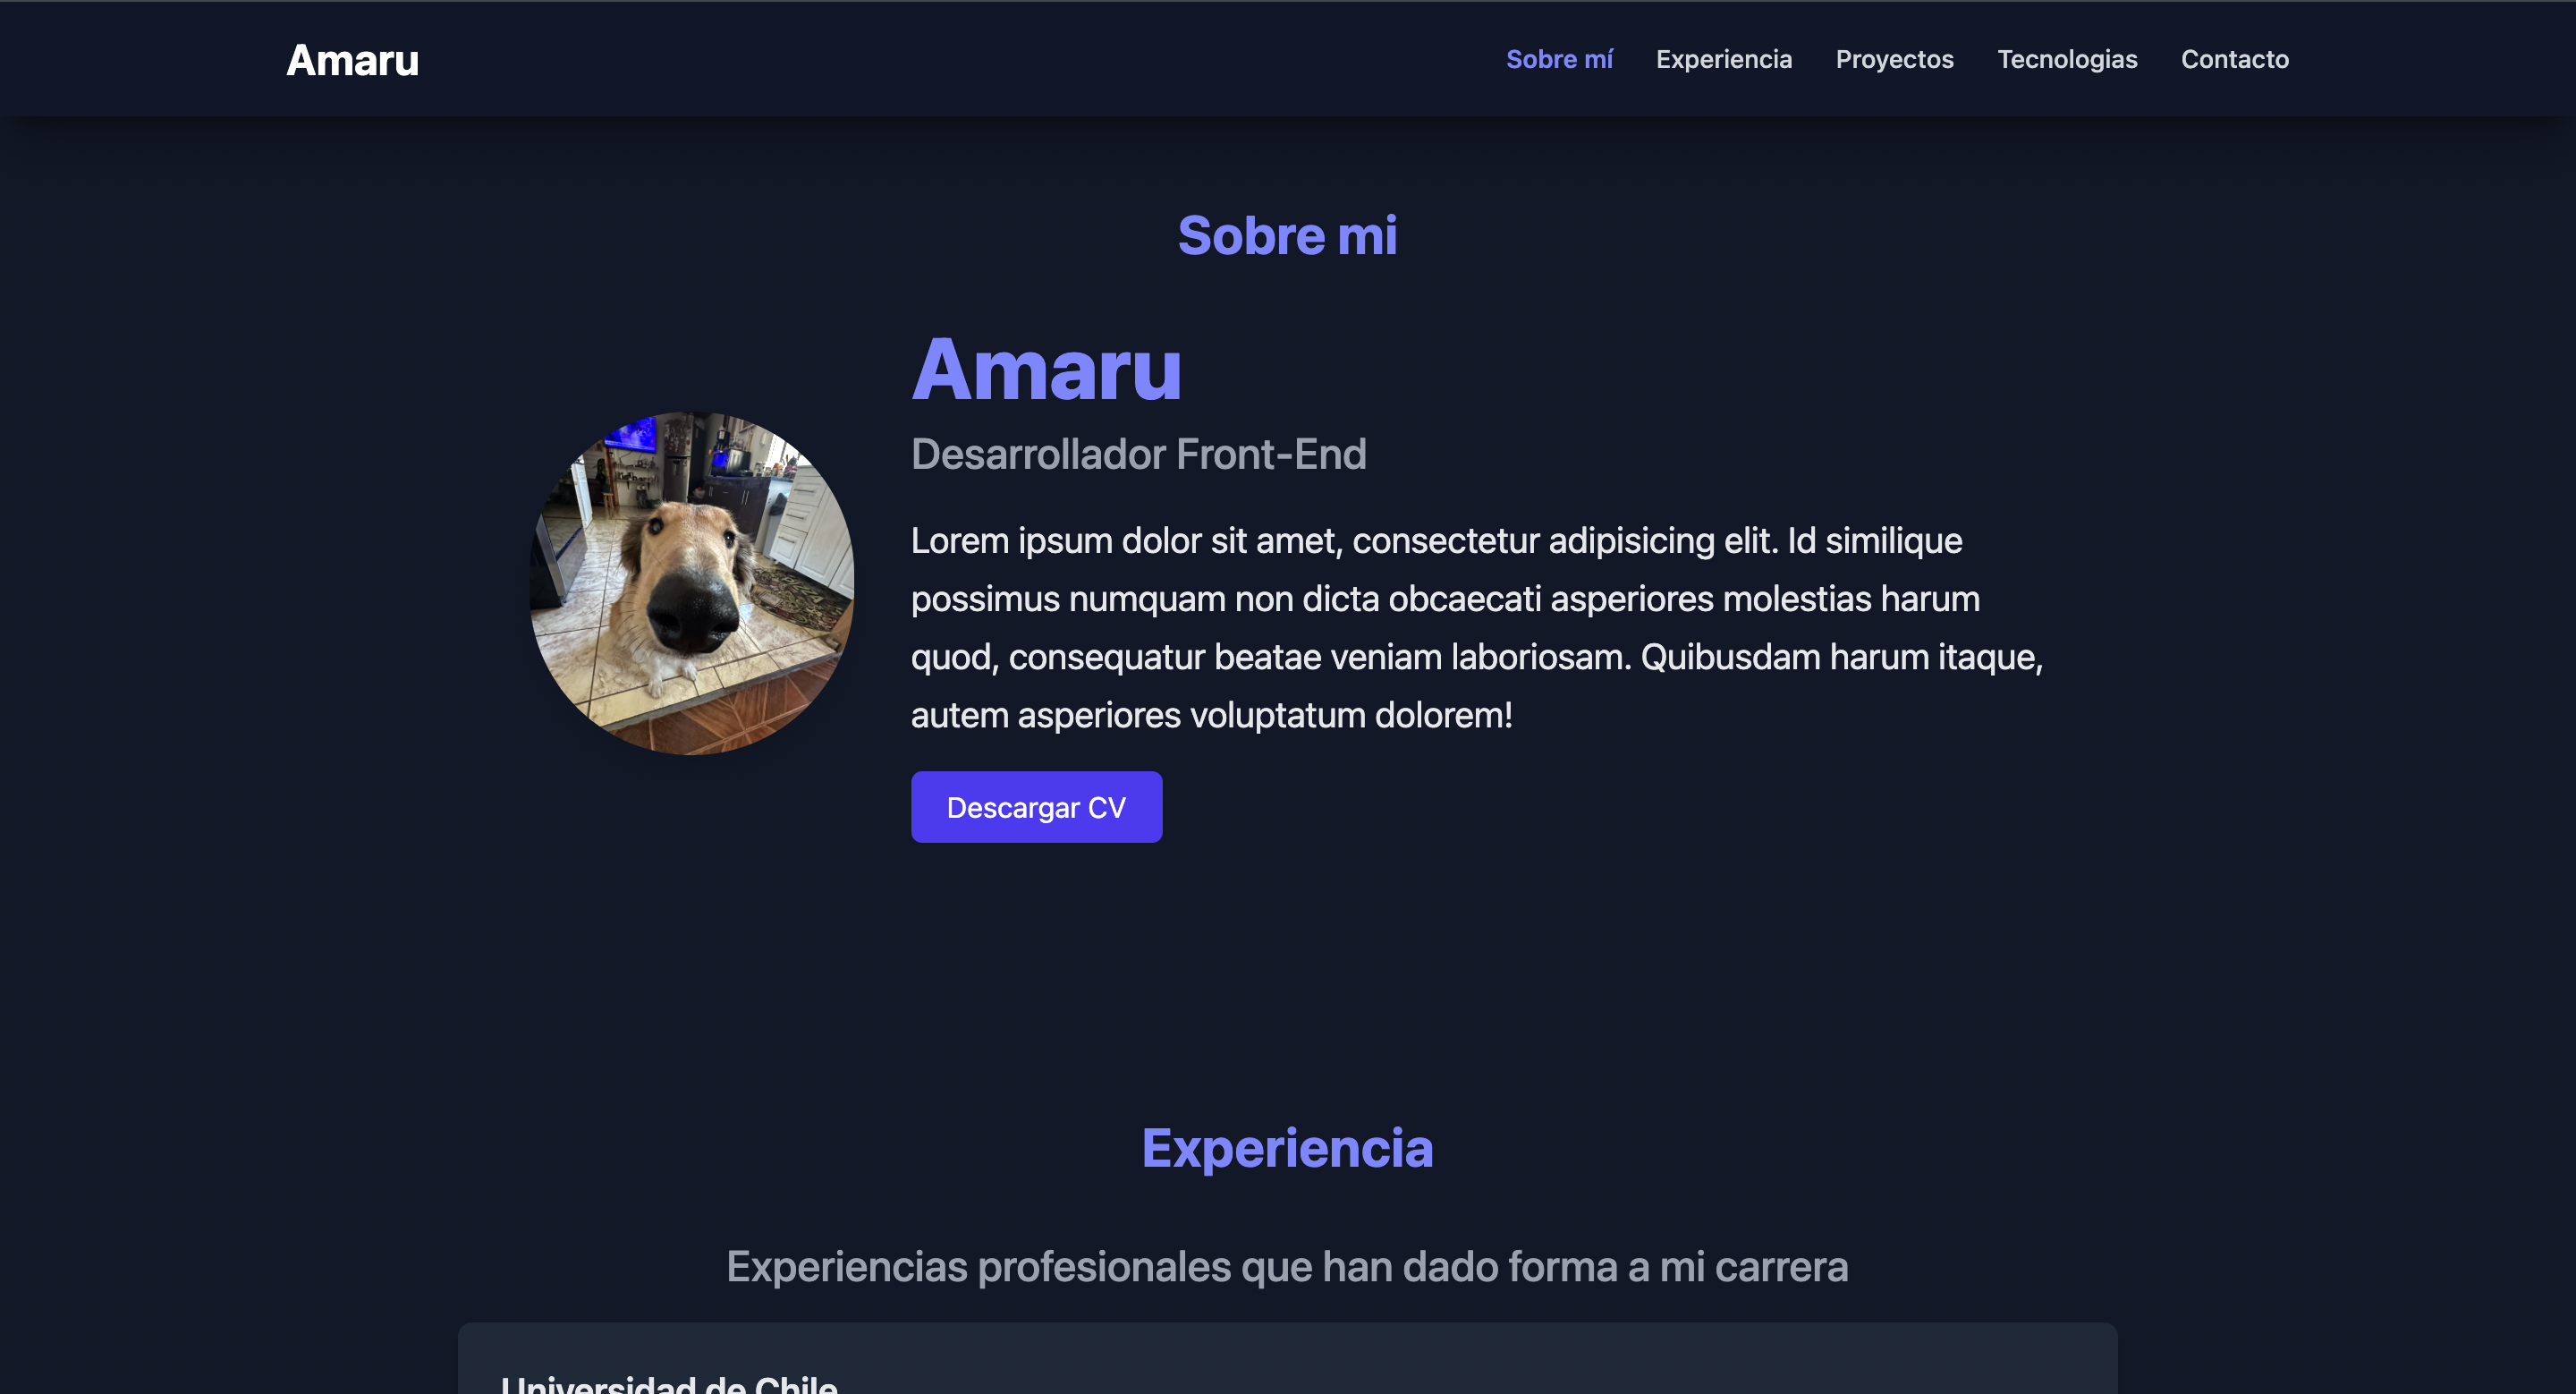 Amaru
Sobre mí Experiencia Proyectos Tecnologias Contacto
Sobre mi
Amaru
Desarrollador Front-End
Lorem ipsum dolor sit amet, consectetur adipisicing elit. Id similique
possimus numquam non dicta obcaecati asperiores molestias harum
quod, consequatur beatae veniam laboriosam. Quibusdam harum itaque,
autem asperiores voluptatum dolorem!
Descargar CV
Experiencia
Experiencias profesionales que han dado forma a mi carrera
Universidad de Chile